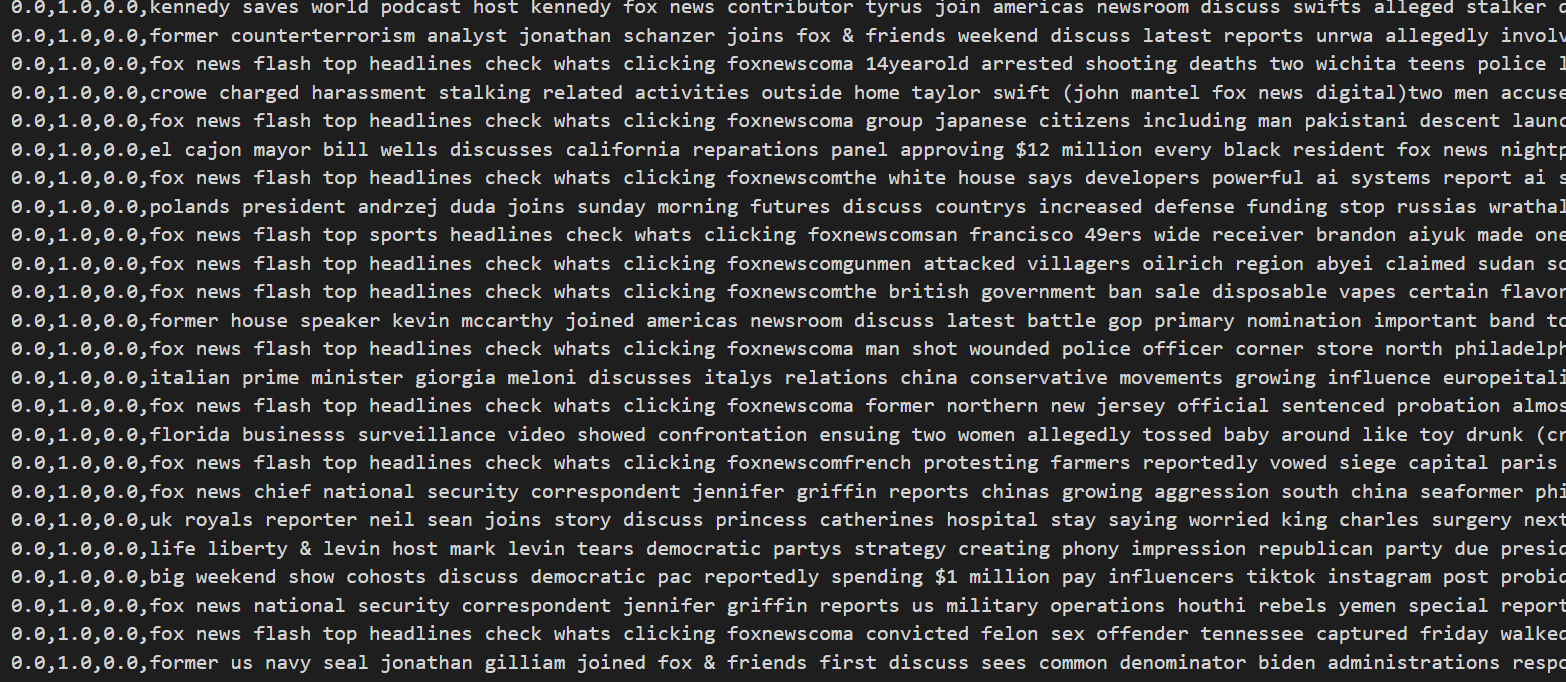 0.0,1.0,0.0,kennedy saves world podcast host kennedy fox news contributor tyrus join americas newsroom discuss swifts alleged stalker
0.0,1.0,0.0,former counterterrorism analyst jonathan schanzer joins fox & friends weekend discuss latest reports unrwa allegedly involv
0.0,1.0,0.0,fox news flash top headlines check whats clicking foxnewscoma 14yearold arrested shooting deaths two wichita teens police
0.0,1.0,0.0,crowe charged harassment stalking related activities outside home taylor swift (john mantel fox news digital)two men accuse
0.0,1.0,0.0,fox news flash top headlines check whats clicking foxnewscoma group japanese citizens including man pakistani descent launc
0.0,1.0,0.0,el cajon mayor bill wells discusses california reparations panel approving $12 million every black resident fox news nightp
0.0,1.0,0.0,fox news flash top headlines check whats clicking foxnewscomthe white house says developers powerful ai systems report ai s
0.0,1.0,0.0,polands president andrzej duda joins sunday morning futures discuss countrys increased defense funding stop russias wrathal
0.0,1.0,0.0,fox news flash top sports headlines check whats clicking foxnewscomsan francisco 49ers wide receiver brandon aiyuk made one
0.0,1.0,0.0,fox news flash top headlines check whats clicking foxnewscomgunmen attacked villagers oilrich region abyei claimed sudan so
0.0,1.0,0.0,fox news flash top headlines check whats clicking foxnewscomthe british government ban sale disposable vapes certain flavor
0.0,1.0,0.0,former house speaker kevin mccarthy joined americas newsroom discuss latest battle gop primary nomination important band to
0.0,1.0,0.0,fox news flash top headlines check whats clicking foxnewscoma man shot wounded police officer corner store north philadelph
0.0,1.0,0.0,italian prime minister giorgia meloni discusses italys relations china conservative movements growing influence europeitali
0.0,1.0,0.0,fox news flash top headlines check whats clicking foxnewscoma former northern new jersey official sentenced probation almos
0.0,1.0,0.0,florida businesss surveillance video showed confrontation ensuing two women allegedly tossed baby around like toy drunk (cr
0.0,1.0,0.0,fox news flash top headlines check whats clicking foxnewscomfrench protesting farmers reportedly vowed siege capital paris
0.0,1.0,0.0,fox news chief national security correspondent jennifer griffin reports chinas growing aggression south china seaformer phi
0.0,1.0,0.0,uk royals reporter neil sean joins story discuss princess catherines hospital stay saying worried king charles surgery next
0.0,1.0,0.0,life liberty & levin host mark levin tears democratic partys strategy creating phony impression republican party due presid
0.0,1.0,0.0,big weekend show cohosts discuss democratic pac reportedly spending $1 million pay influencers tiktok instagram post probid
0.0,1.0,0.0,fox news national security correspondent jennifer griffin reports us military operations houthi rebels yemen special report
0.0,1.0,0.0,fox news flash top headlines check whats clicking foxnewscoma convicted felon sex offender tennessee captured friday walked
0.0,1.0,0.0,former us navy seal jonathan gilliam joined fox & friends first discuss sees common denominator biden administrations respo